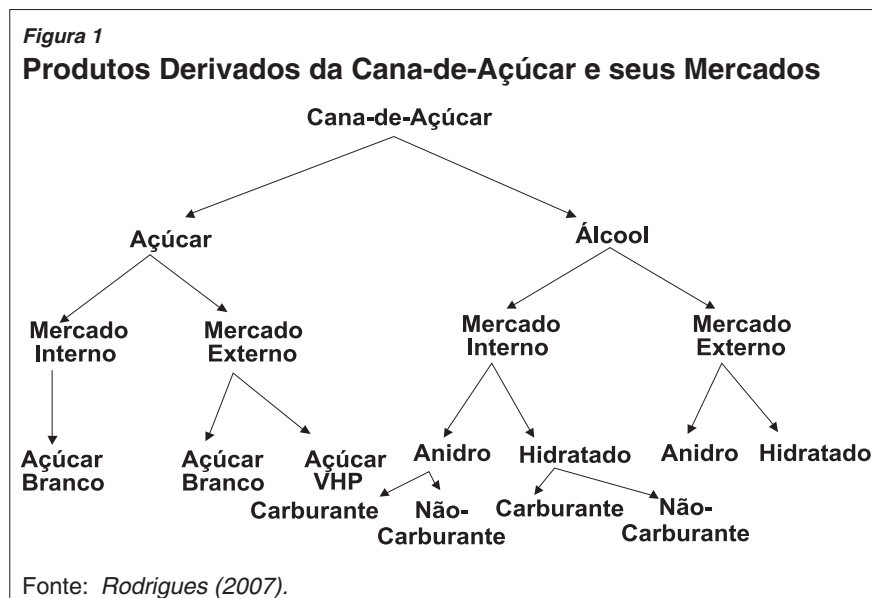 Figura 1
Produtos Derivados da Cana-de-Açúcar e seus Mercados
Cana-de-Açúcar
Açúcar
Álcool
Mercado
Interno
Mercado
Externo
Mercado
Interno
Mercado
Externo
Açúcar
Branco
Açúcar
Branco
Açúcar
VHP
Anidro
Hidratado
Anidro
Hidratado
Carburante
Não-
Carburante
Carburante
Não-
Carburante
Fonte: Rodrigues (2007).